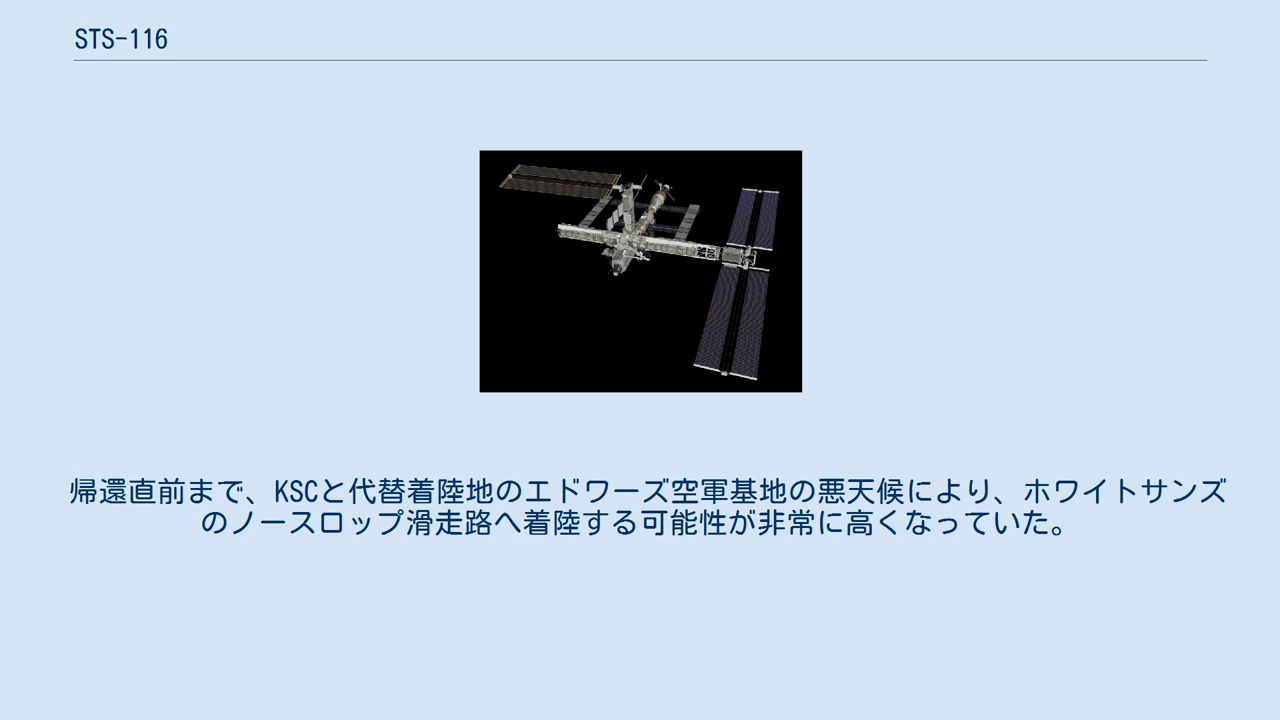 STS-116
帰還直前まで、KSCと代替着陸地のエドワーズ空軍基地の悪天候により、ホワイトサンズ
のノースロップ滑走路へ着陸する可能性が非常に高くなっていた。